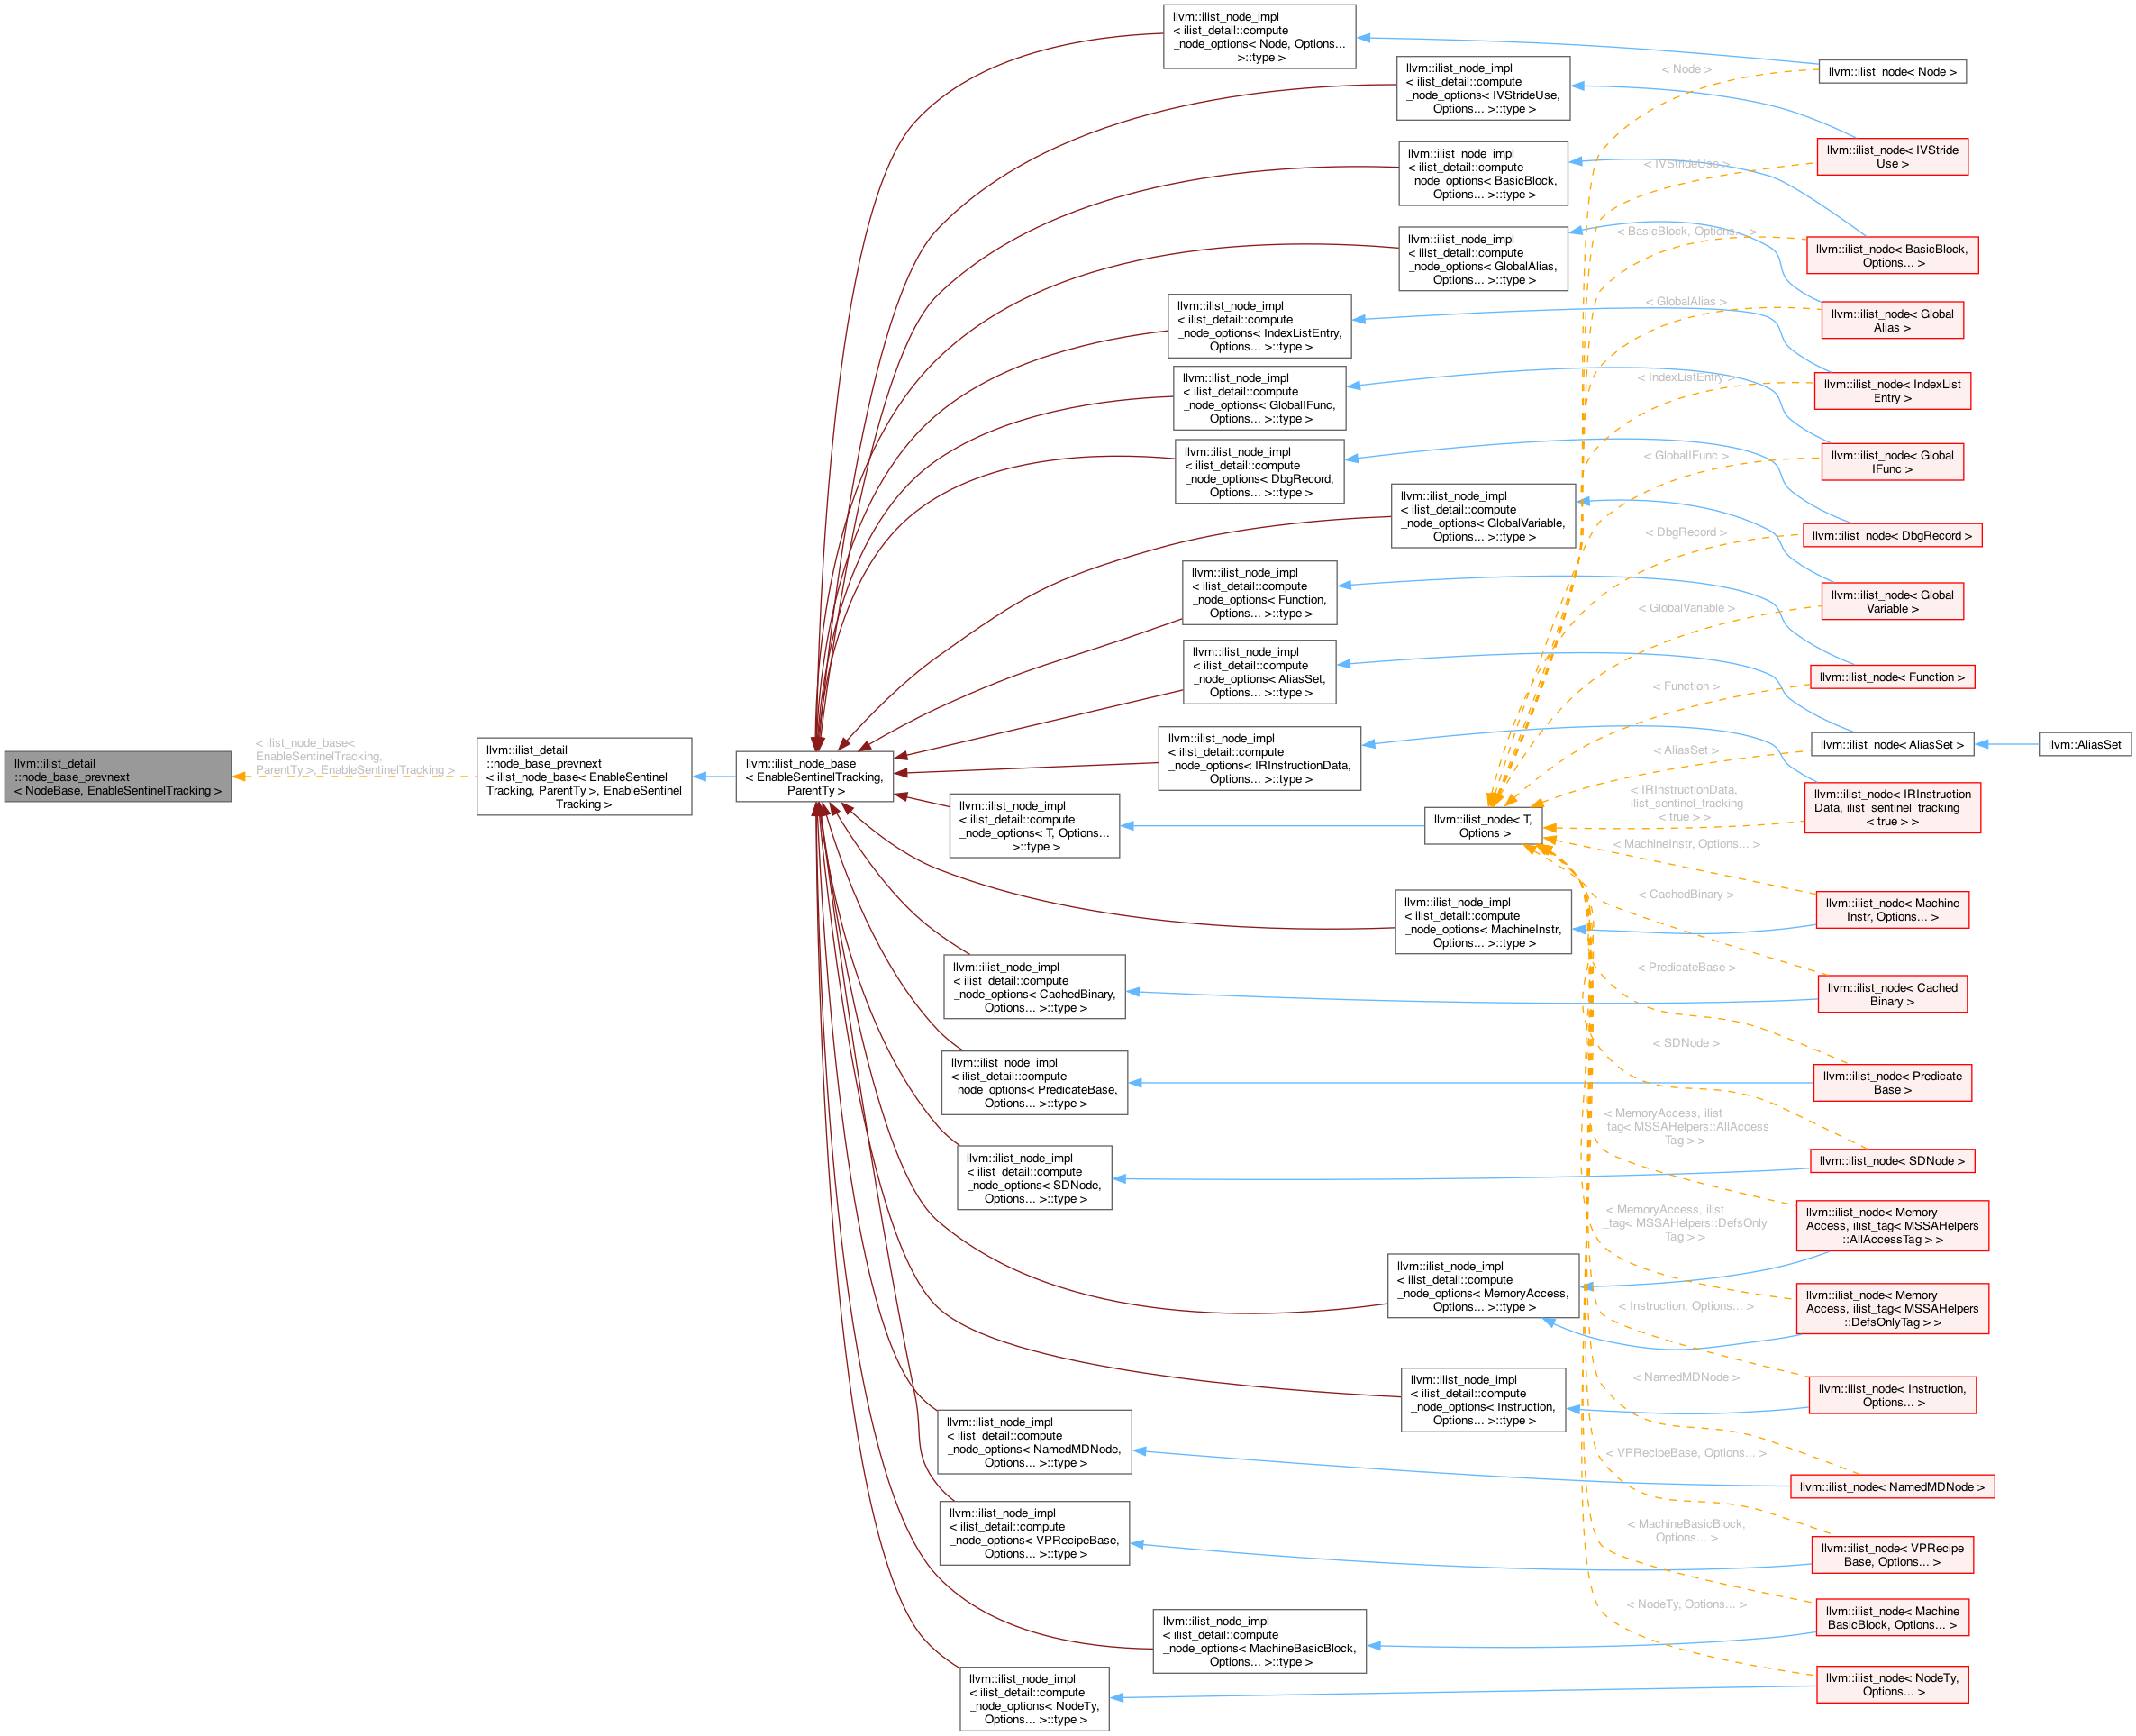 llvm::ilist_detail
::node_base_prevnext
< NodeBase, EnableSentinelTracking >
< ilist_node_base<
EnableSentinelTracking,
ParentTy >, EnableSentinelTracking >
llvm::ilist_detail
::node_base_prevnext
< ilist_node_base< EnableSentinel
Tracking, ParentTy >, EnableSentinel
Tracking >
llvm::ilist_node_base
< EnableSentinelTracking,
ParentTy >
llvm::ilist_node_impl
< ilist_detail::compute
_node_options< Node, Options...
>::type >
llvm::ilist_node_impl
< ilist_detail::compute
_node_options< IVStrideUse,
Options... >::type >
llvm::ilist_node_impl
< ilist_detail::compute
_node_options< BasicBlock,
Options... >::type >
llvm::ilist_node_impl
< ilist_detail::compute
_node_options< GlobalAlias,
Options... >::type >
llvm::ilist_node_impl
< ilist_detail::compute
_node_options< IndexListEntry,
Options... >::type >
llvm::ilist_node_impl
< ilist_detail::compute
_node_options< GlobalIFunc,
Options... >::type >
llvm::ilist_node_impl
< ilist_detail::compute
_node_options< DbgRecord,
Options... >::type >
llvm::ilist_node_impl
< ilist_detail::compute
_node_options< GlobalVariable,
Options... >::type >
llvm::ilist_node_impl
< ilist_detail::compute
_node_options< Function,
Options... >::type >
llvm::ilist_node_impl
< ilist_detail::compute
_node_options< AliasSet,
Options... >::type >
llvm::ilist_node_impl
< ilist_detail::compute
_node_options< IRInstructionData,
Options... >::type >
llvm::ilist_node_impl
< ilist_detail::compute
_node_options< T, Options...
>::type >
llvm::ilist_node_impl
< ilist_detail::compute
_node_options< MachineInstr,
Options... >::type >
llvm::ilist_node_impl
< ilist_detail::compute
_node_options< CachedBinary,
Options... >::type >
llvm::ilist_node_impl
< ilist_detail::compute
_node_options< PredicateBase,
Options... >::type >
llvm::ilist_node_impl
< ilist_detail::compute
_node_options< SDNode,
Options... >::type >
llvm::ilist_node_impl
< ilist_detail::compute
_node_options< MemoryAccess,
Options... >::type >
llvm::ilist_node_impl
< ilist_detail::compute
_node_options< Instruction,
Options... >::type >
llvm::ilist_node_impl
< ilist_detail::compute
_node_options< NamedMDNode,
Options... >::type >
llvm::ilist_node_impl
< ilist_detail::compute
_node_options< VPRecipeBase,
Options... >::type >
llvm::ilist_node_impl
< ilist_detail::compute
_node_options< MachineBasicBlock,
Options... >::type >
llvm::ilist_node_impl
< ilist_detail::compute
_node_options< NodeTy,
Options... >::type >
llvm::ilist_node< T,
Options >
< Node >
< IVStrideUse >
< BasicBlock, Options... >
< GlobalAlias >
< IndexListEntry >
< GlobalIFunc >
< DbgRecord >
< GlobalVariable >
< Function >
< AliasSet >
< IRInstructionData,
ilist_sentinel_tracking
< true > >
< MachineInstr, Options... >
< CachedBinary >
< PredicateBase >
< SDNode >
< MemoryAccess, ilist
_tag< MSSAHelpers::AllAccess
Tag > >
< MemoryAccess, ilist
_tag< MSSAHelpers::DefsOnly
Tag > >
< Instruction, Options... >
< NamedMDNode >
< VPRecipeBase, Options... >
< MachineBasicBlock,
Options... >
< NodeTy, Options... >
llvm::ilist_node< Node >
llvm::ilist_node< IVStride
Use >
llvm::ilist_node< BasicBlock,
Options... >
llvm::ilist_node< Global
Alias >
llvm::ilist_node< IndexList
Entry >
llvm::ilist_node< Global
IFunc >
llvm::ilist_node< DbgRecord >
llvm::ilist_node< Global
Variable >
llvm::ilist_node< Function >
llvm::ilist_node< AliasSet >
llvm::AliasSet
llvm::ilist_node< IRInstruction
Data, ilist_sentinel_tracking
< true > >
llvm::ilist_node< Machine
Instr, Options... >
llvm::ilist_node< Cached
Binary >
llvm::ilist_node< Predicate
Base >
llvm::ilist_node< SDNode >
llvm::ilist_node< Memory
Access, ilist_tag< MSSAHelpers
::AllAccessTag > >
llvm::ilist_node< Memory
Access, ilist_tag< MSSAHelpers
::DefsOnlyTag > >
llvm::ilist_node< Instruction,
Options... >
llvm::ilist_node< NamedMDNode >
llvm::ilist_node< VPRecipe
Base, Options... >
llvm::ilist_node< Machine
BasicBlock, Options... >
llvm::ilist_node< NodeTy,
Options... >